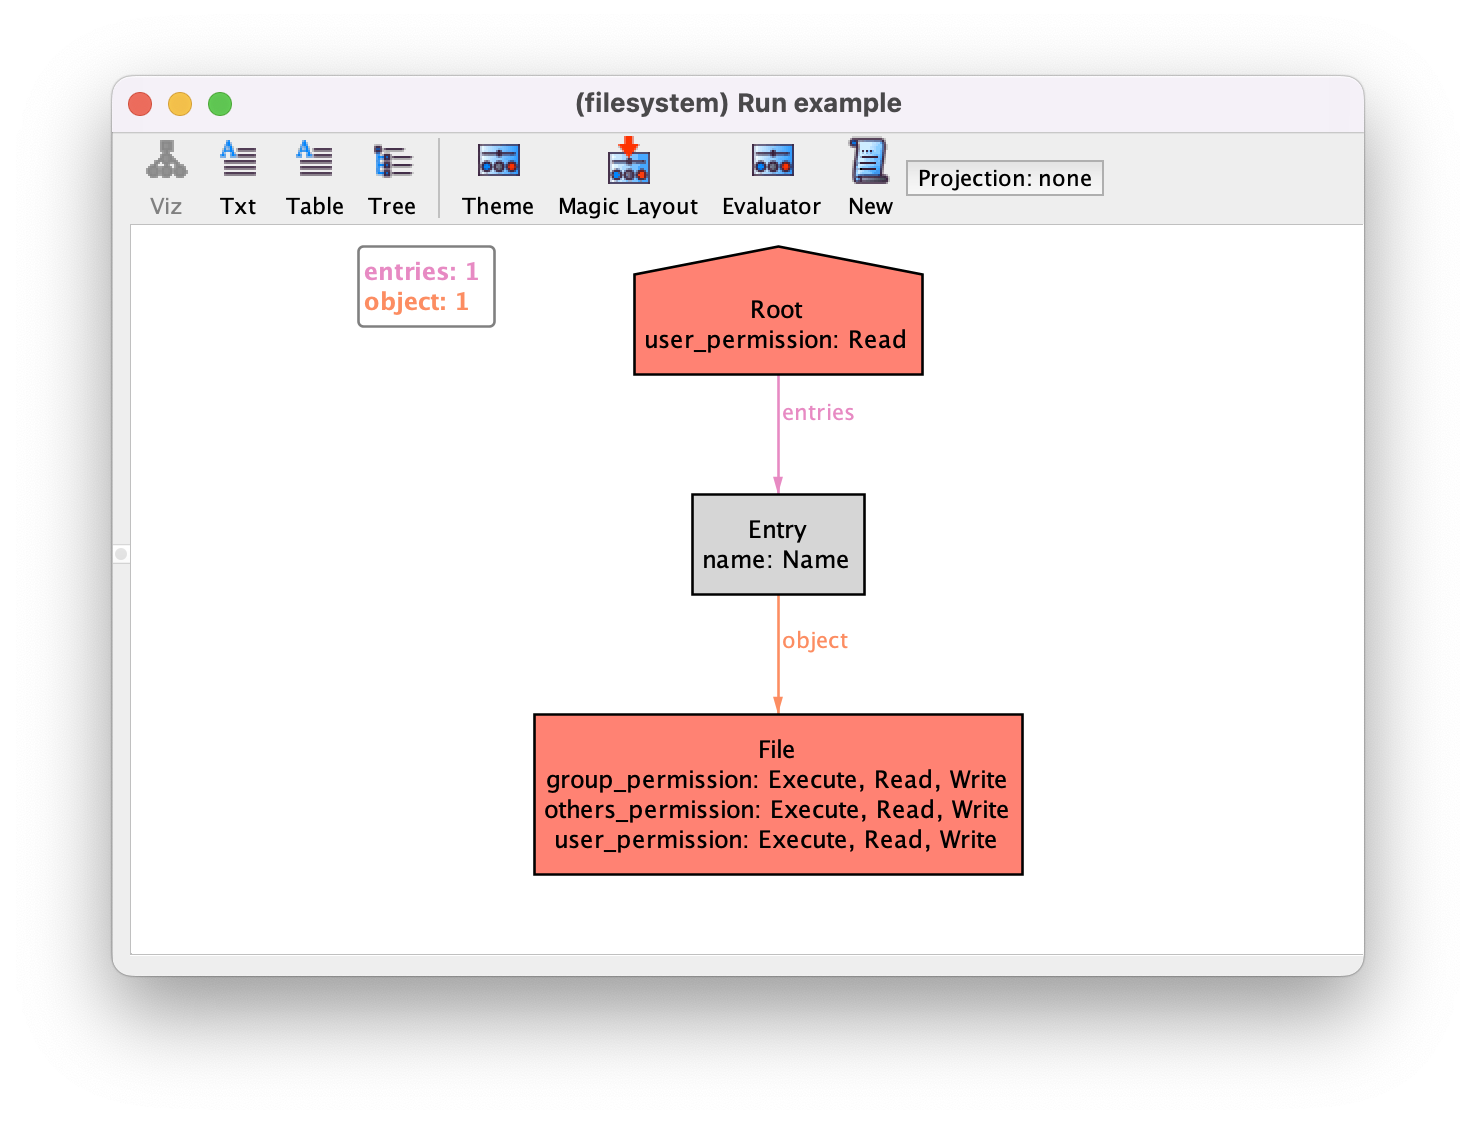 (filesystem) Run example
Viz Txt Table Tree Theme Magic Layout Evaluator New Projection: none
entries: 1
object: 1
Root
user_permission: Read
entries
Entry
name: Name
object
File
group_permission: Execute, Read, Write
others_permission: Execute, Read, Write
user_permission: Execute, Read, Write